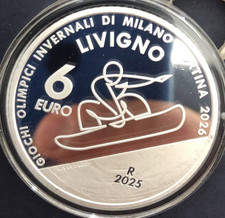 GIOCHI OLIMPICI INVERNALI DI MILANO CORTINA 2026
LIVIGNO
6
EURO
R
2025